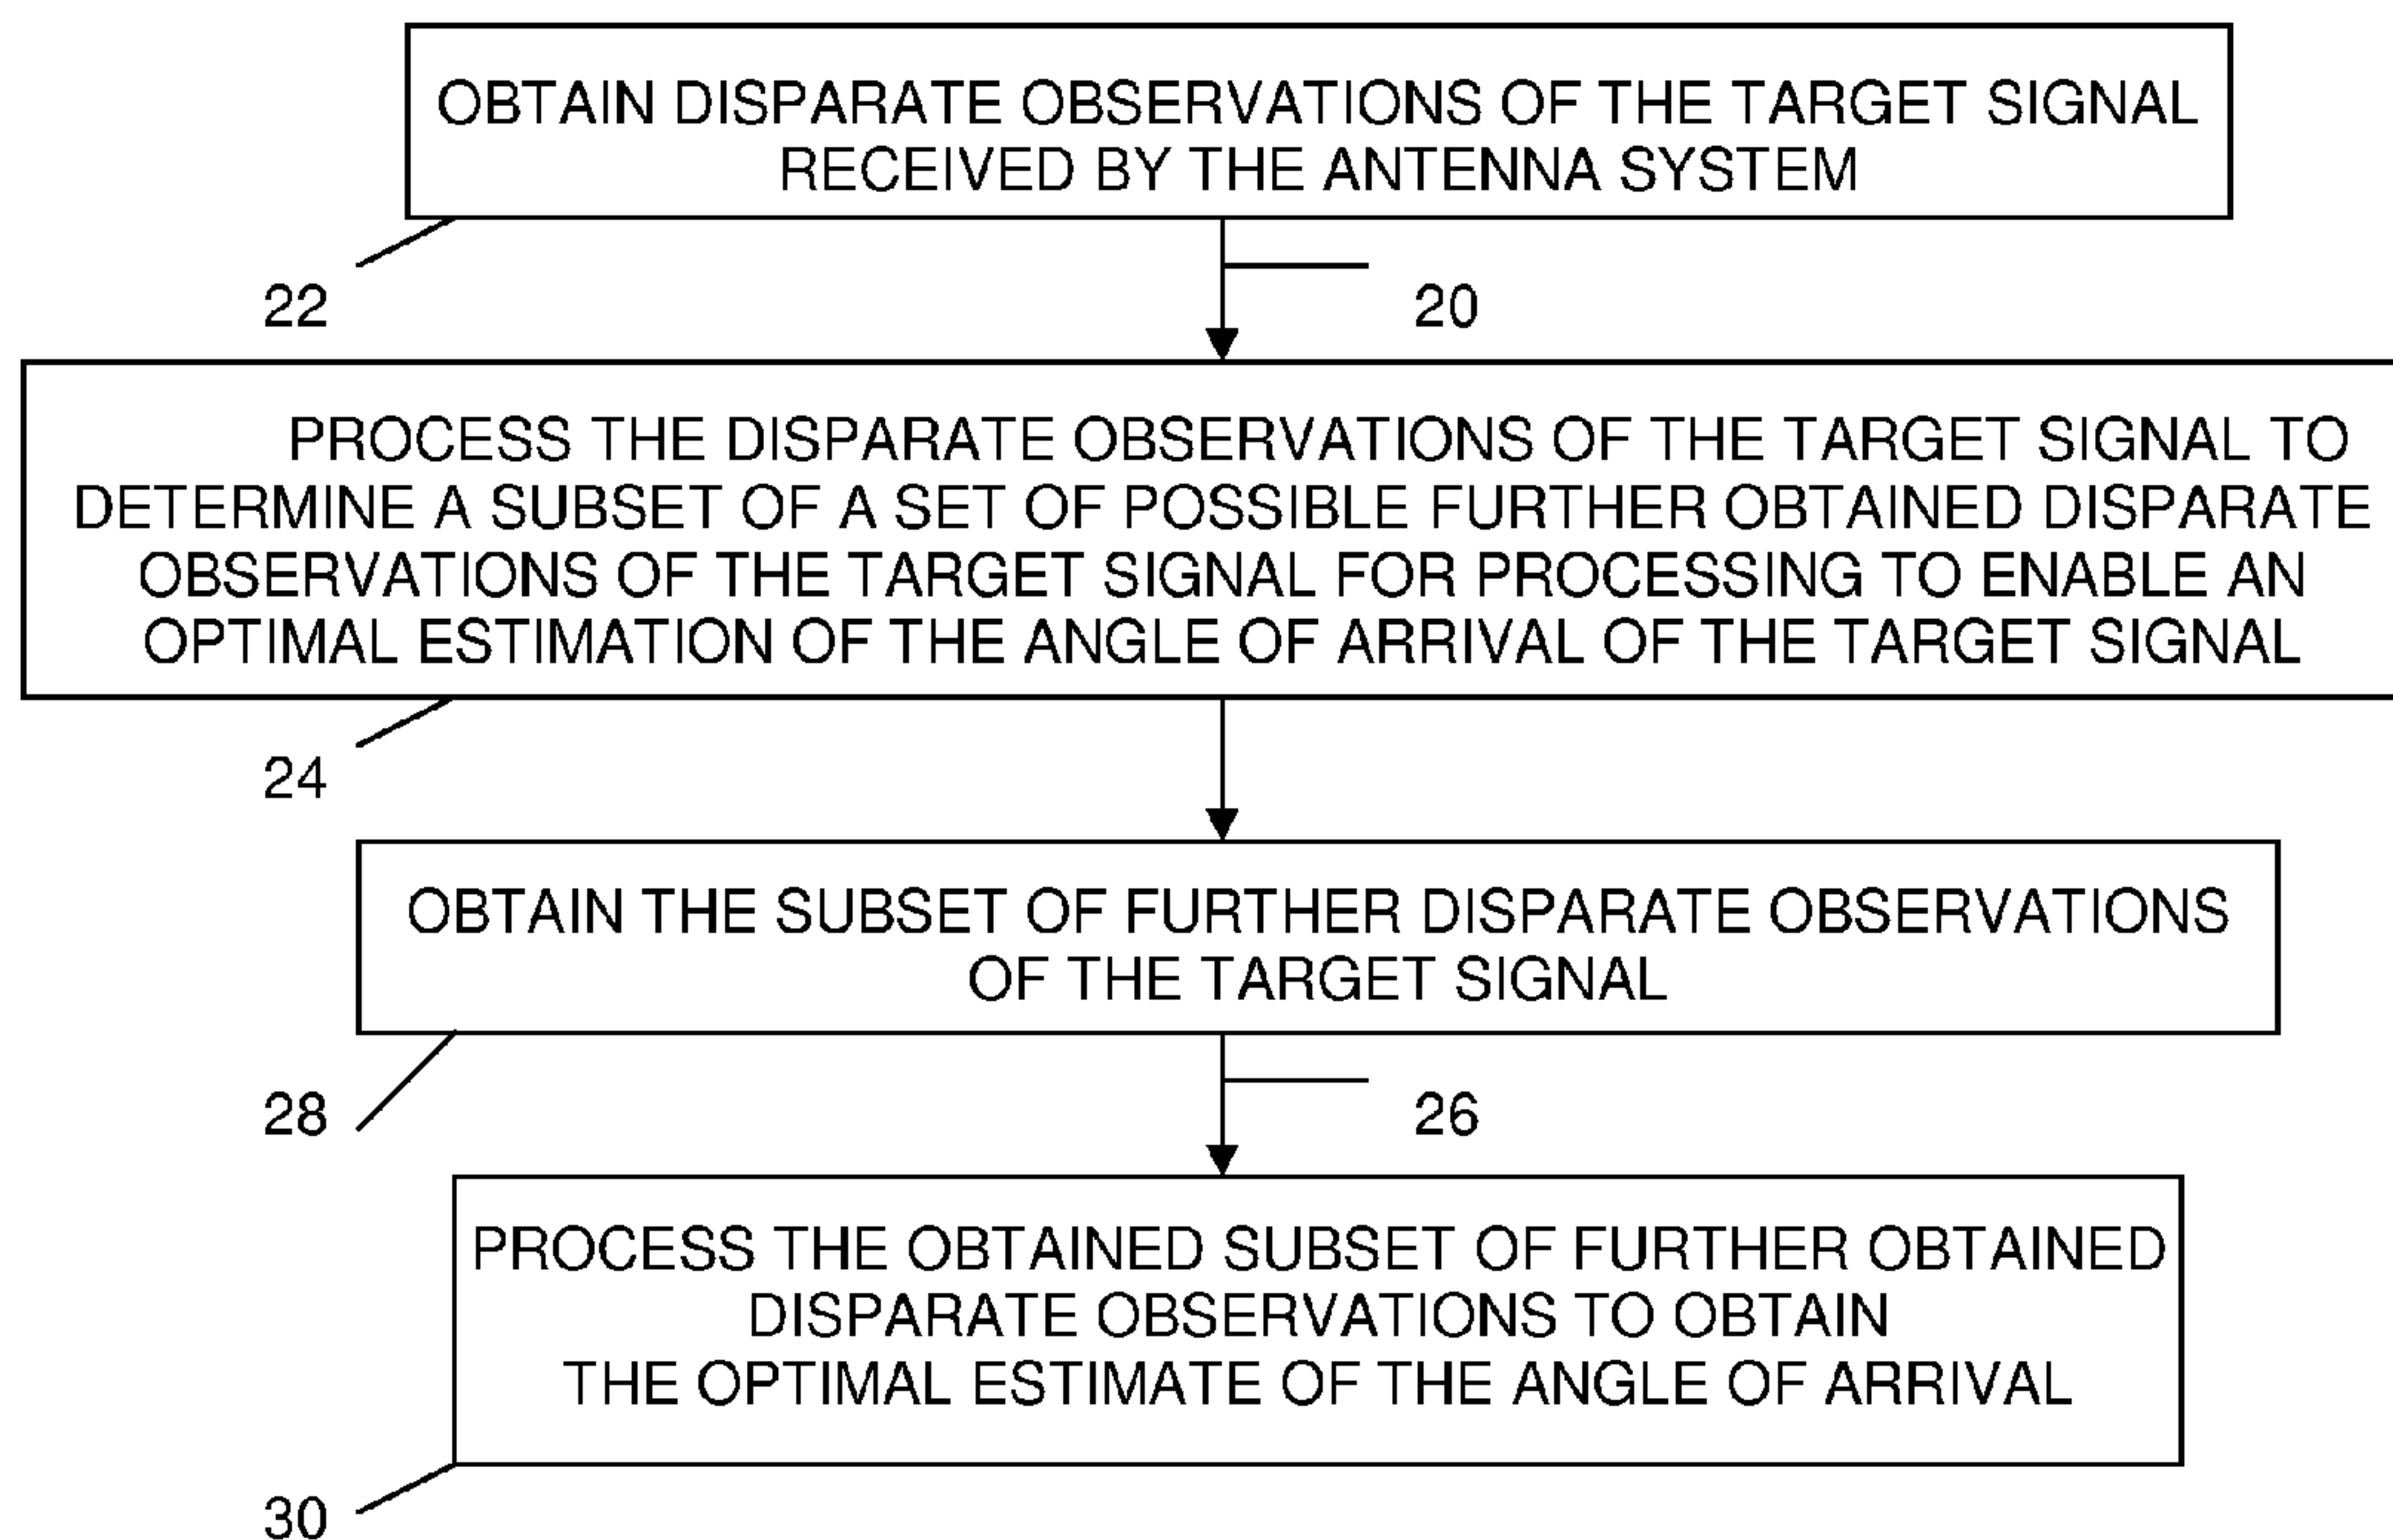 OBTAIN DISPARATE OBSERVATIONS OF THE TARGET SIGNAL
RECEIVED BY THE ANTENNA SYSTEM
22
20
PROCESS THE DISPARATE OBSERVATIONS OF THE TARGET SIGNAL TO
DETERMINE A SUBSET OF A SET OF POSSIBLE FURTHER OBTAINED DISPARATE
OBSERVATIONS OF THE TARGET SIGNAL FOR PROCESSING TO ENABLE AN
OPTIMAL ESTIMATION OF THE ANGLE OF ARRIVAL OF THE TARGET SIGNAL
24
OBTAIN THE SUBSET OF FURTHER DISPARATE OBSERVATIONS
OF THE TARGET SIGNAL
28
26
PROCESS THE OBTAINED SUBSET OF FURTHER OBTAINED
DISPARATE OBSERVATIONS TO OBTAIN
THE OPTIMAL ESTIMATE OF THE ANGLE OF ARRIVAL
30